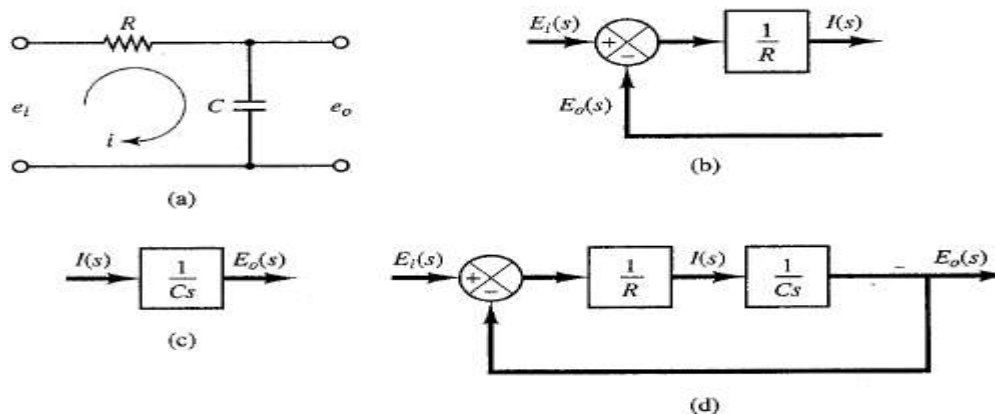 R
e_i
C
e_o
i
(a)
E_i(s)
+
−
1
R
I(s)
E_o(s)
(b)
I(s)
1
Cs
E_o(s)
(c)
E_i(s)
+
−
1
R
I(s)
1
Cs
E_o(s)
(d)